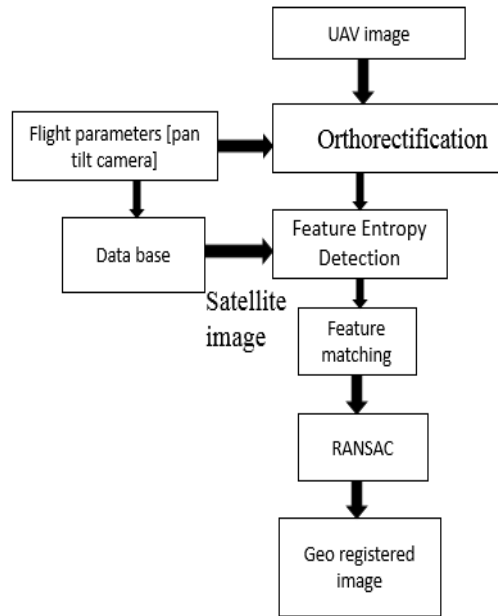 UAV image
Flight parameters [pan
tilt camera]
Orthorectification
Data base
Feature Entropy
Detection
Satellite
image
Feature
matching
RANSAC
Geo registered
image